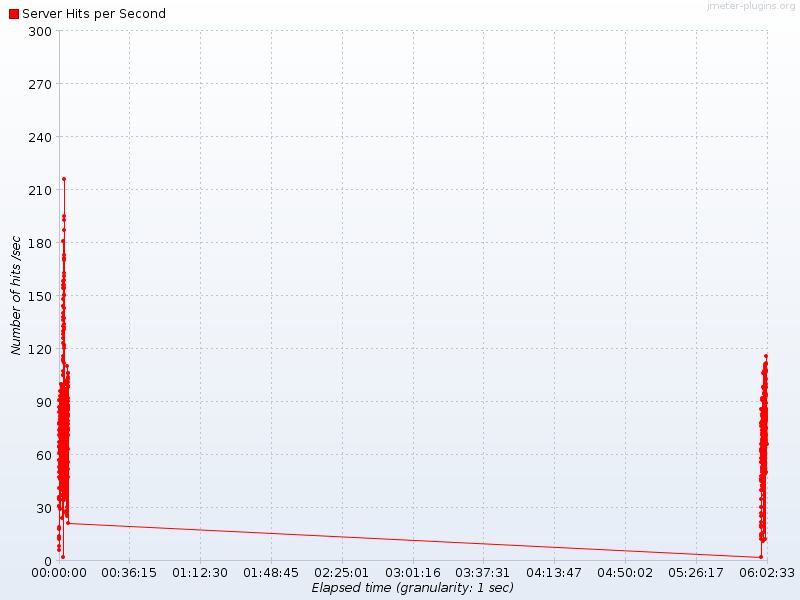 jmeter-plugins.org
Server Hits per Second
300
270
240
210
180
150
120
90
60
30
0
Number of hits /sec
00:00:00 00:36:15 01:12:30 01:48:45 02:25:01 03:01:16 03:37:31 04:13:47 04:50:02 05:26:17 06:02:33
Elapsed time (granularity: 1 sec)